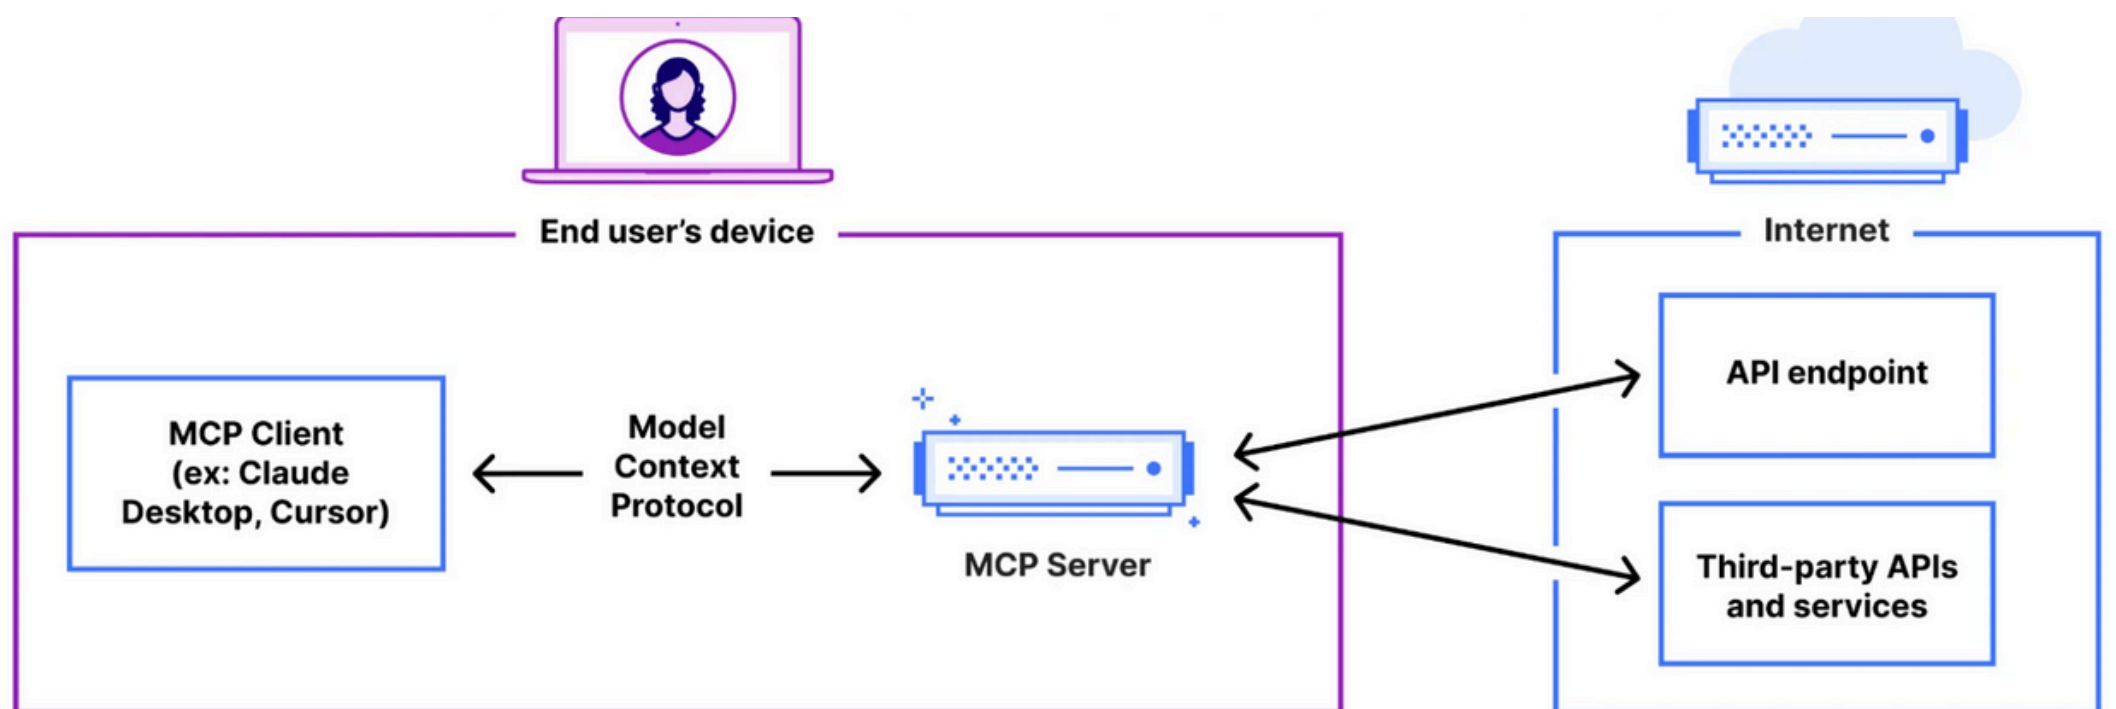 End user’s device
Internet
MCP Client
(ex: Claude
Desktop, Cursor)
Model
Context
Protocol
MCP Server
API endpoint
Third-party APIs
and services